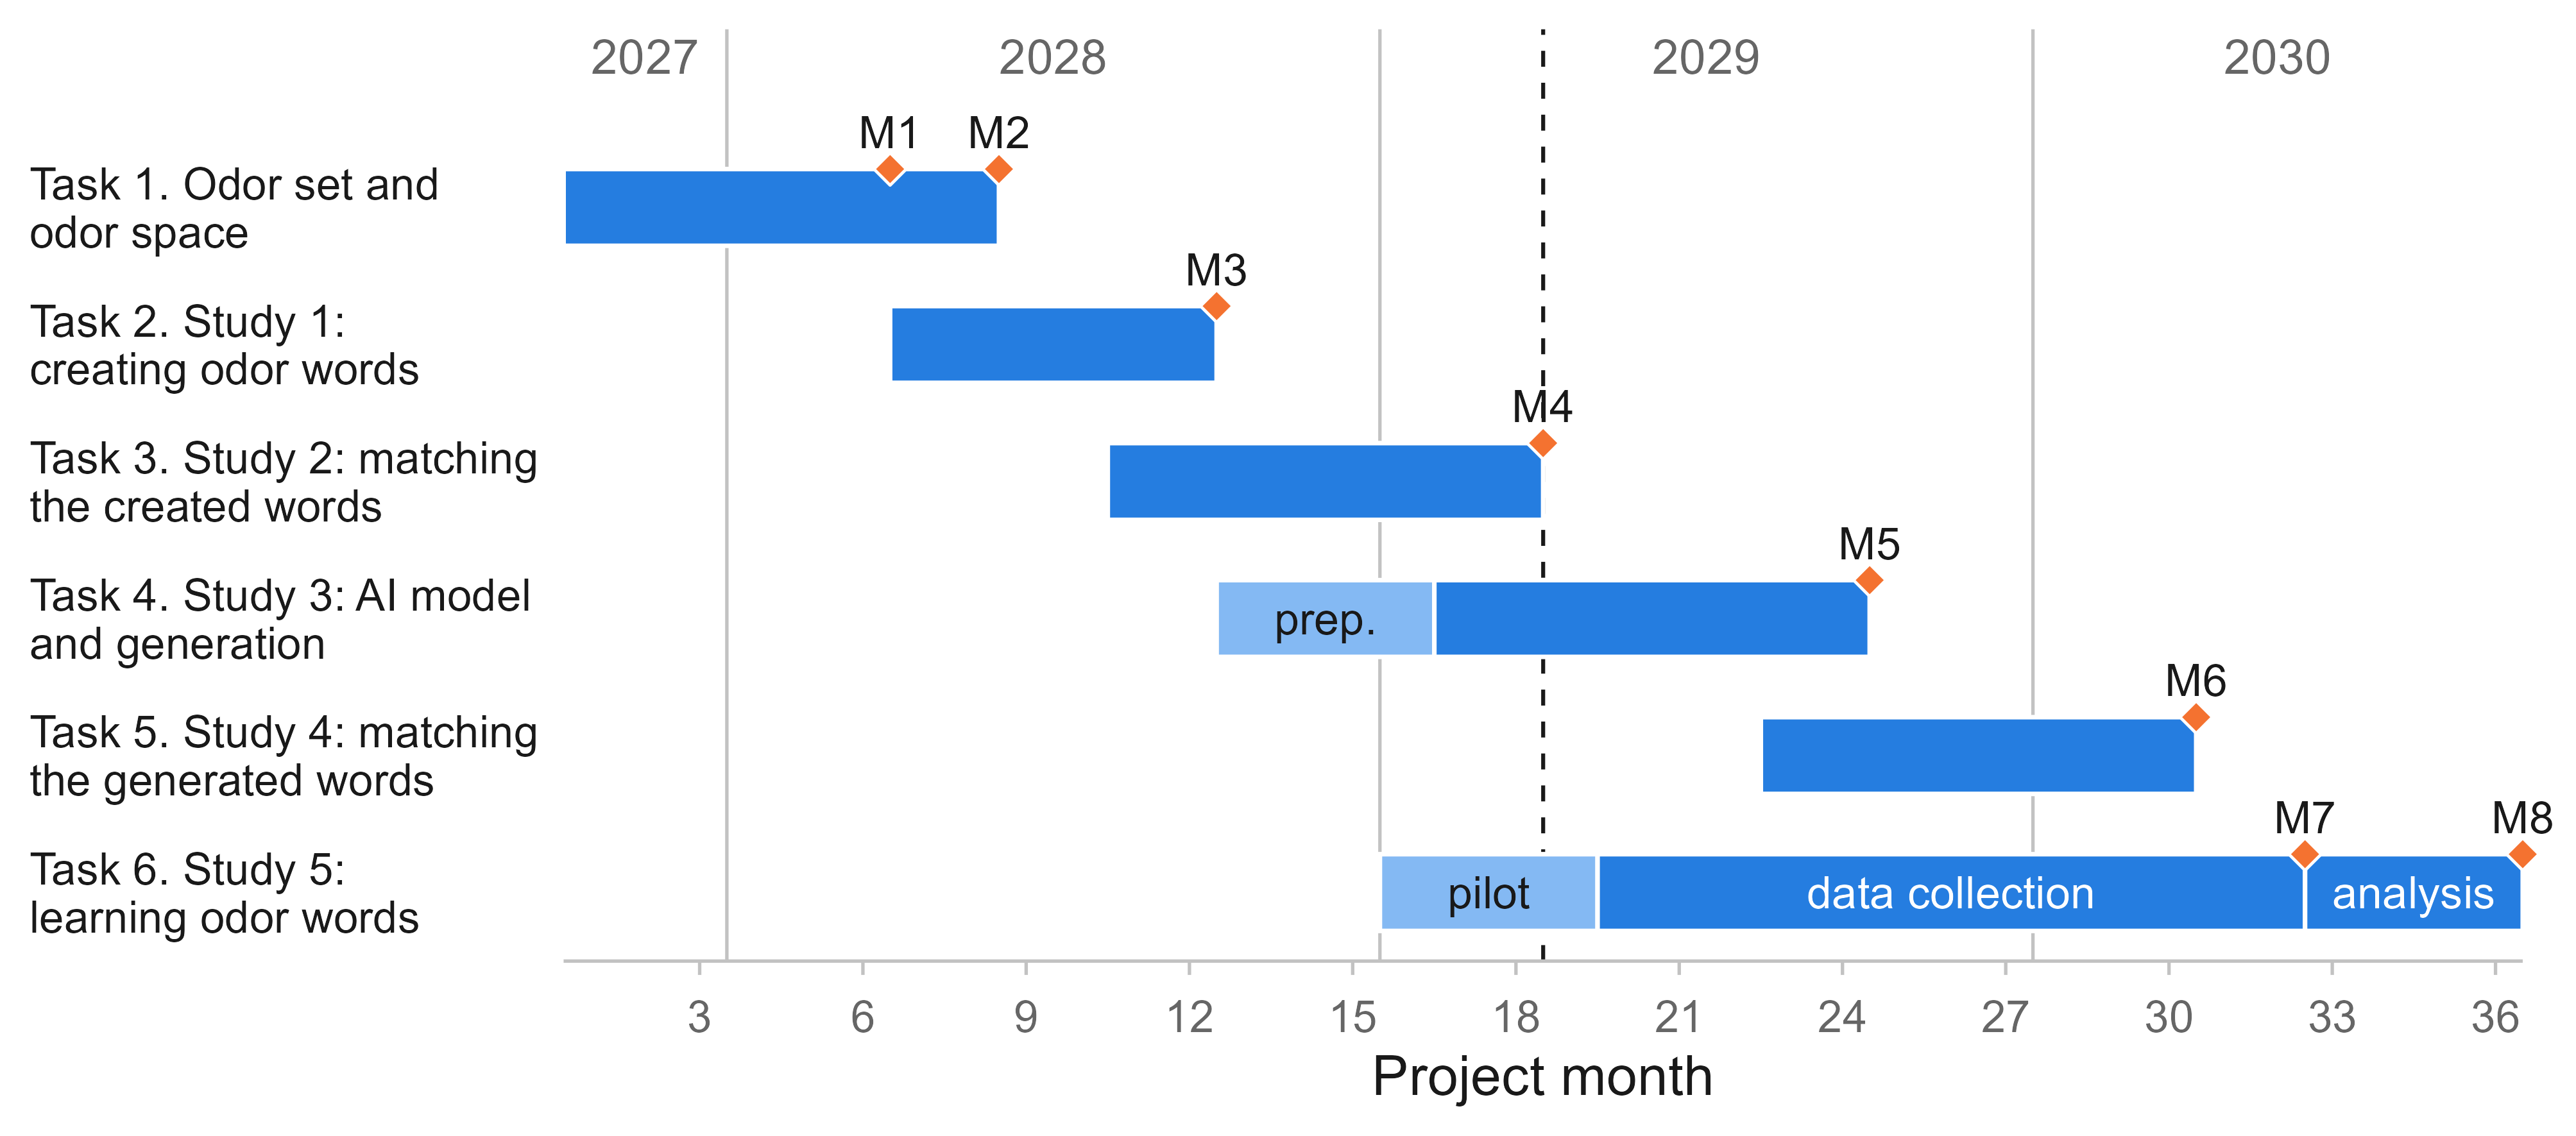 2027 2028 2029 2030
M1 M2
Task 1. Odor set and
odor space
M3
Task 2. Study 1:
creating odor words
M4
Task 3. Study 2: matching
the created words
M5
Task 4. Study 3: AI model
and generation
prep.
M6
Task 5. Study 4: matching
the generated words
M7 M8
Task 6. Study 5:
learning odor words
pilot data collection analysis
3 6 9 12 15 18 21 24 27 30 33 36
Project month